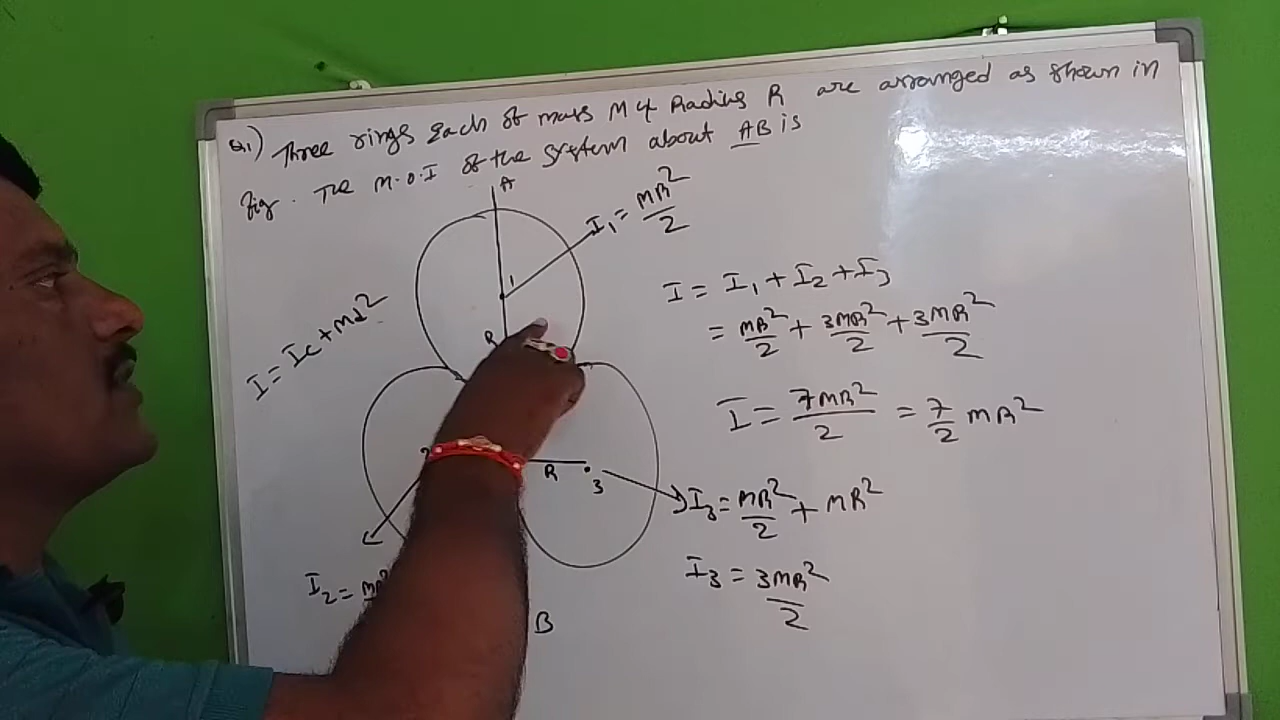 Q.1) Three rings each of mass M & Radius R are arranged as shown in
fig. The M.O.I of the system about AB is
A
I₁ = MR²/2
1
R
I = Ic + Md²
I = I₁ + I₂ + I₃
= MR²/2 + 3MR²/2 + 3MR²/2
I = 7MR²/2 = 7/2 MR²
R
3
I₃ = MR²/2 + MR²
I₃ = 3MR²/2
I₂ =
B